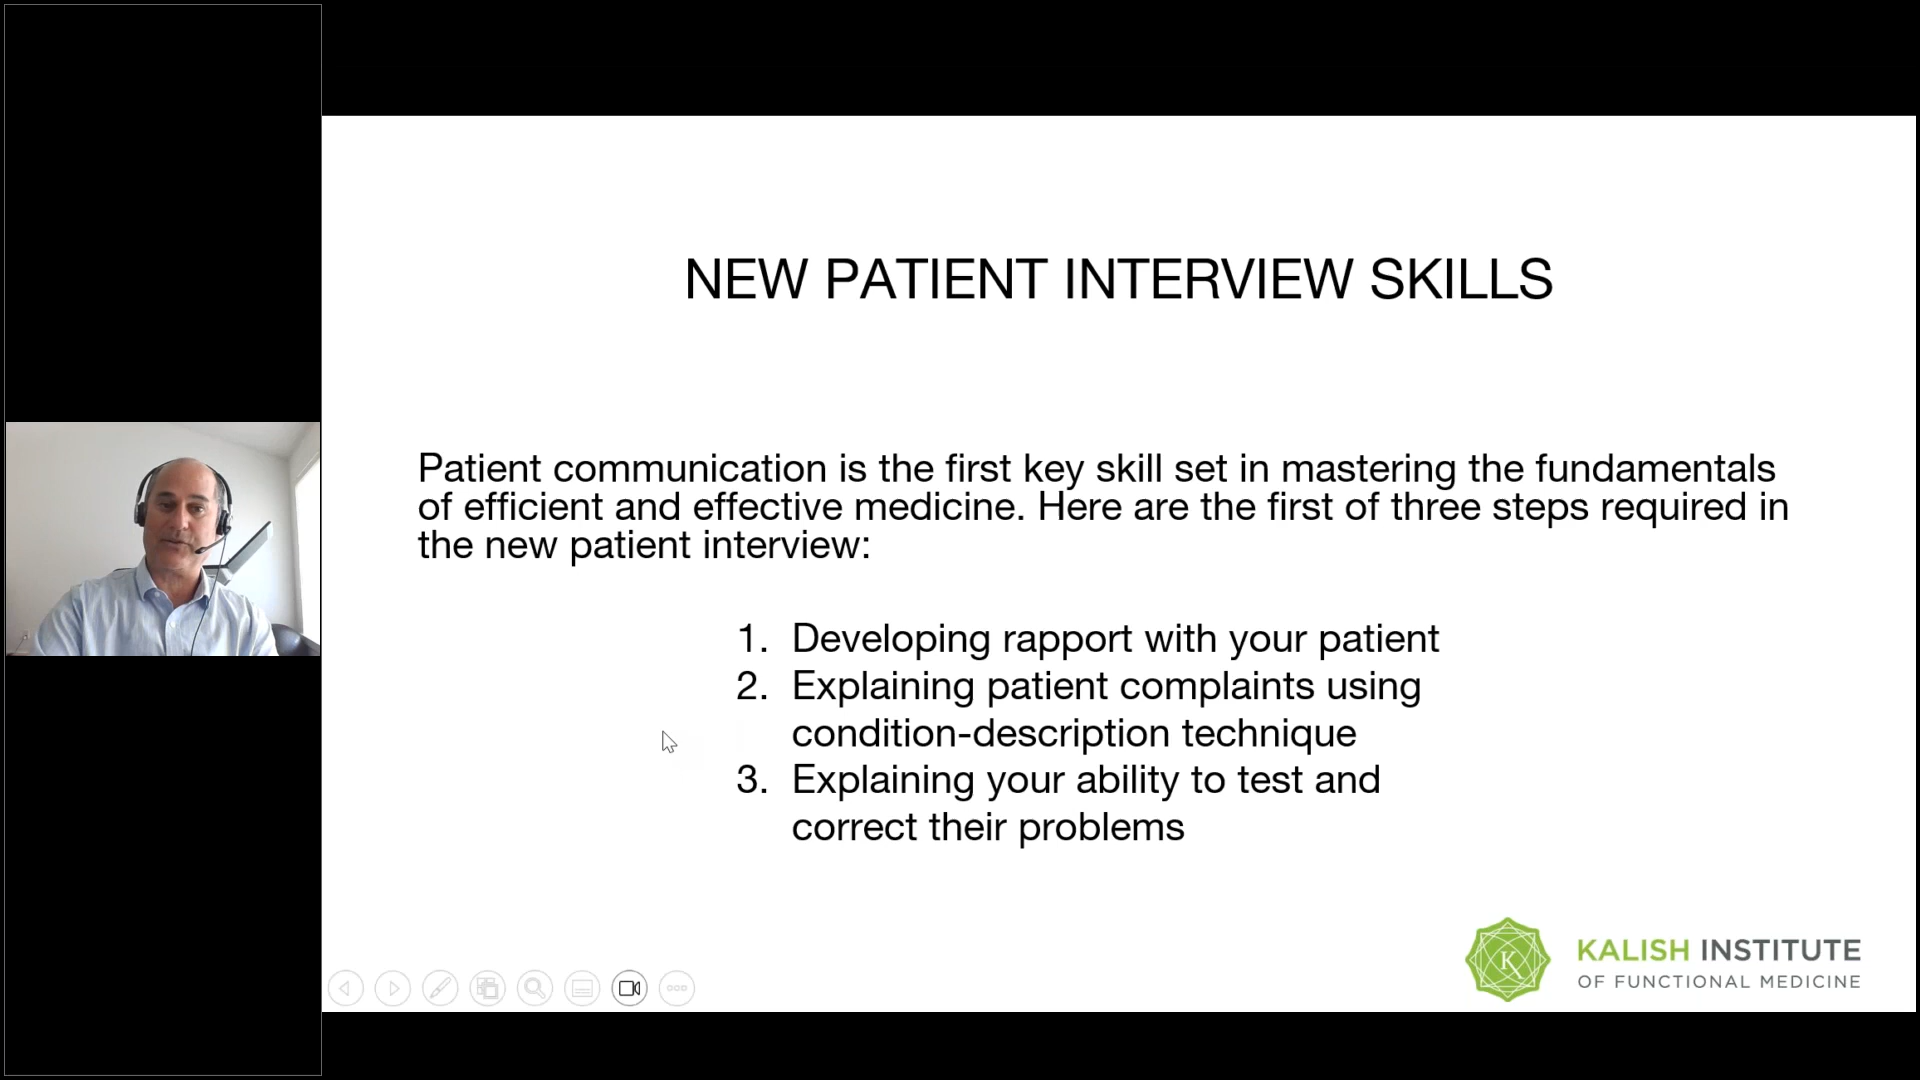 NEW PATIENT INTERVIEW SKILLS
Patient communication is the first key skill set in mastering the fundamentals
of efficient and effective medicine. Here are the first of three steps required in
the new patient interview:
1. Developing rapport with your patient
2. Explaining patient complaints using
condition-description technique
3. Explaining your ability to test and
correct their problems
K
KALISH INSTITUTE
OF FUNCTIONAL MEDICINE